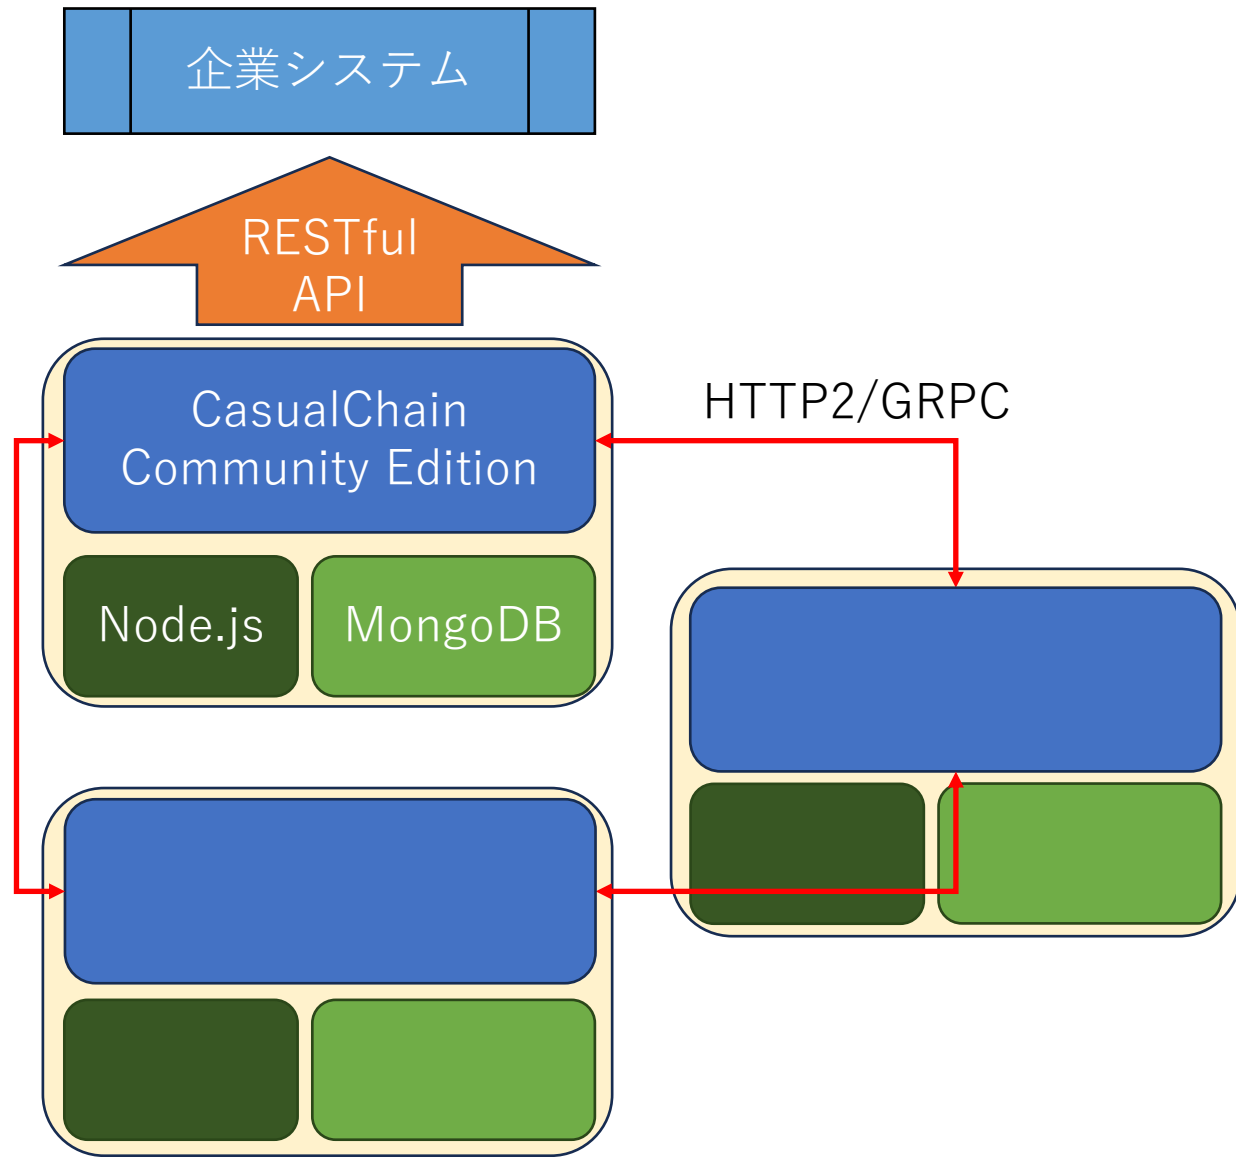 企業システム
RESTful
API
CasualChain
Community Edition
HTTP2/GRPC
Node.js
MongoDB